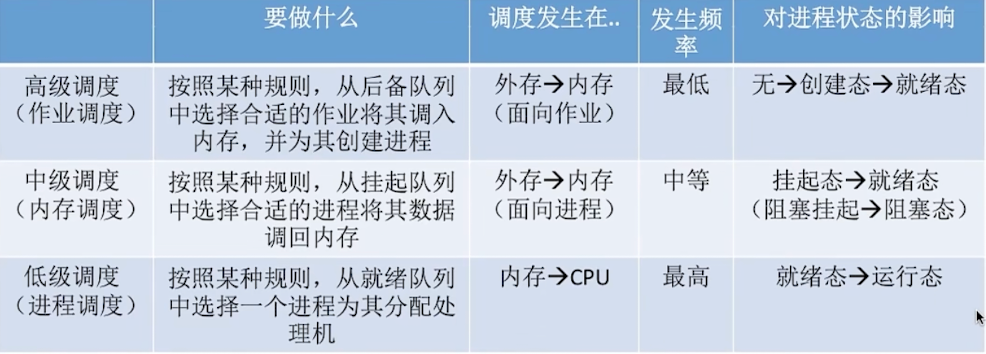 要做什么
调度发生在..
发生频
率
对进程状态的影响
高级调度
（作业调度）
按照某种规则，从后备队列
中选择合适的作业将其调入
内存，并为其创建进程
外存→内存
（面向作业）
最低
无→创建态→就绪态
中级调度
（内存调度）
按照某种规则，从挂起队列
中选择合适的进程将其数据
调回内存
外存→内存
（面向进程）
中等
挂起态→就绪态
（阻塞挂起→阻塞态）
低级调度
（进程调度）
按照某种规则，从就绪队列
中选择一个进程为其分配处
理机
内存→CPU
最高
就绪态→运行态